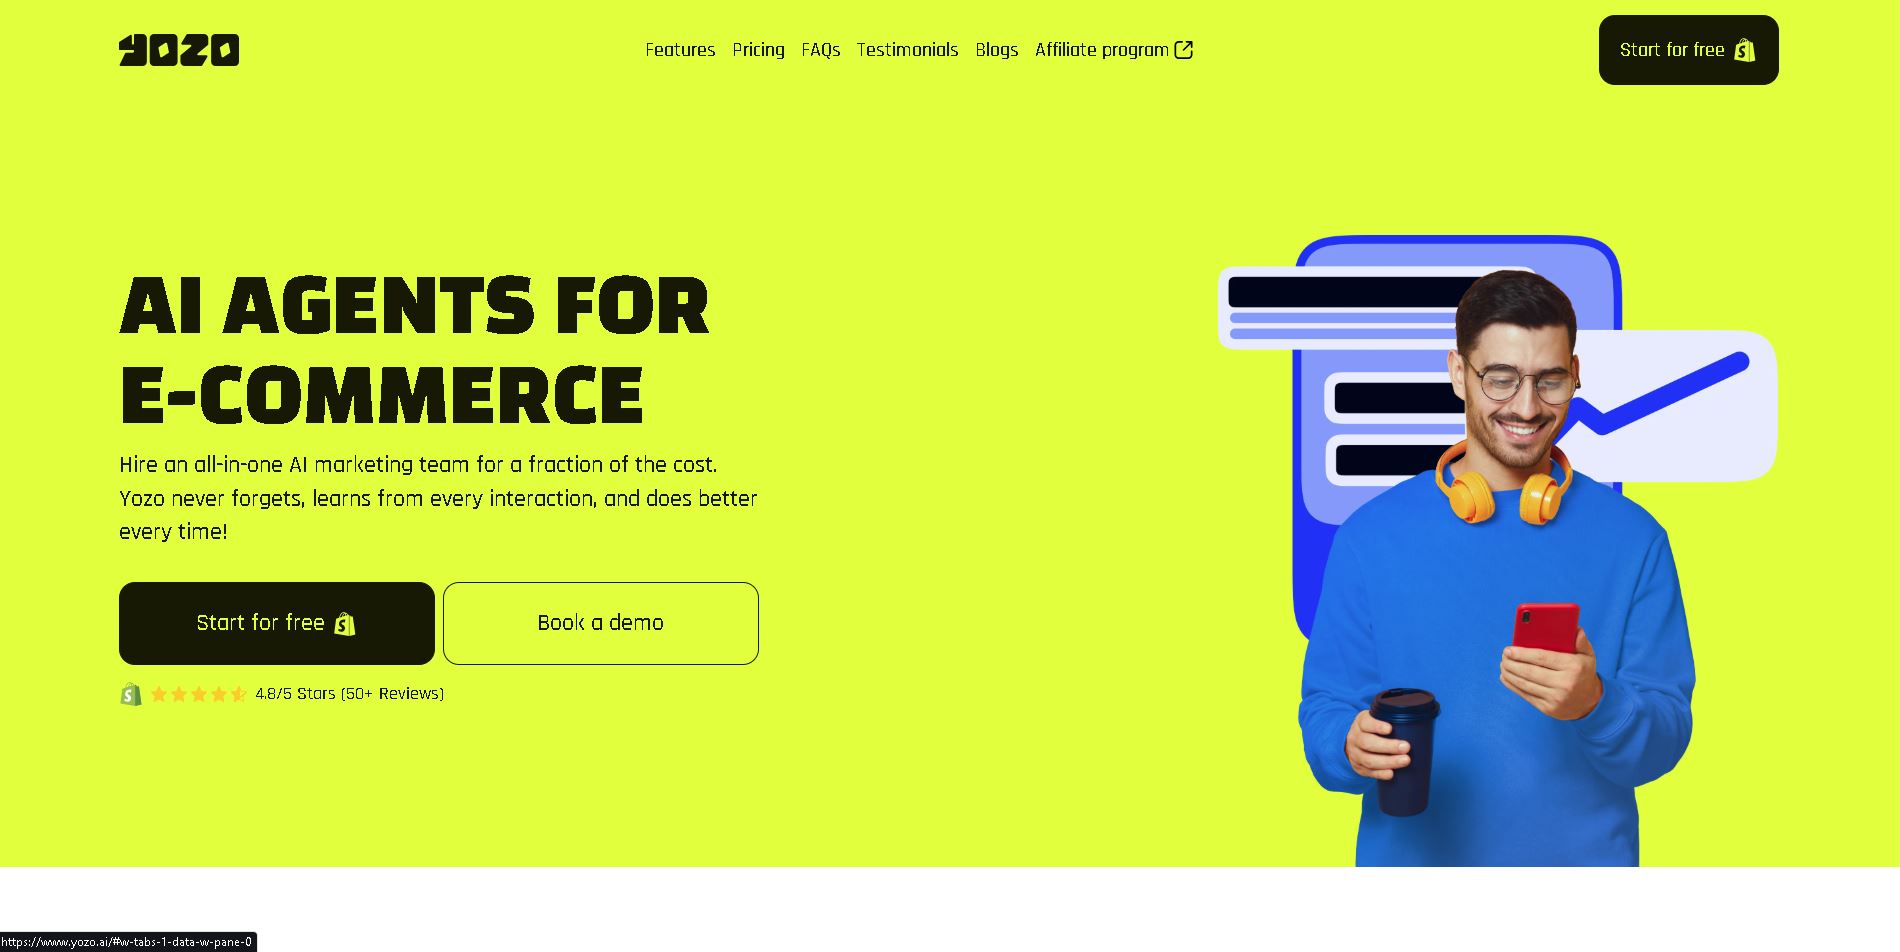 YOZO
Features Pricing FAQs Testimonials Blogs Affiliate program
Start for free
AI AGENTS FOR
E-COMMERCE
Hire an all-in-one AI marketing team for a fraction of the cost.
Yozo never forgets, learns from every interaction, and does better
every time!
Start for free
Book a demo
4.8/5 Stars (50+ Reviews)
https://www.yozo.ai/#w-tabs-1-data-w-pane-0